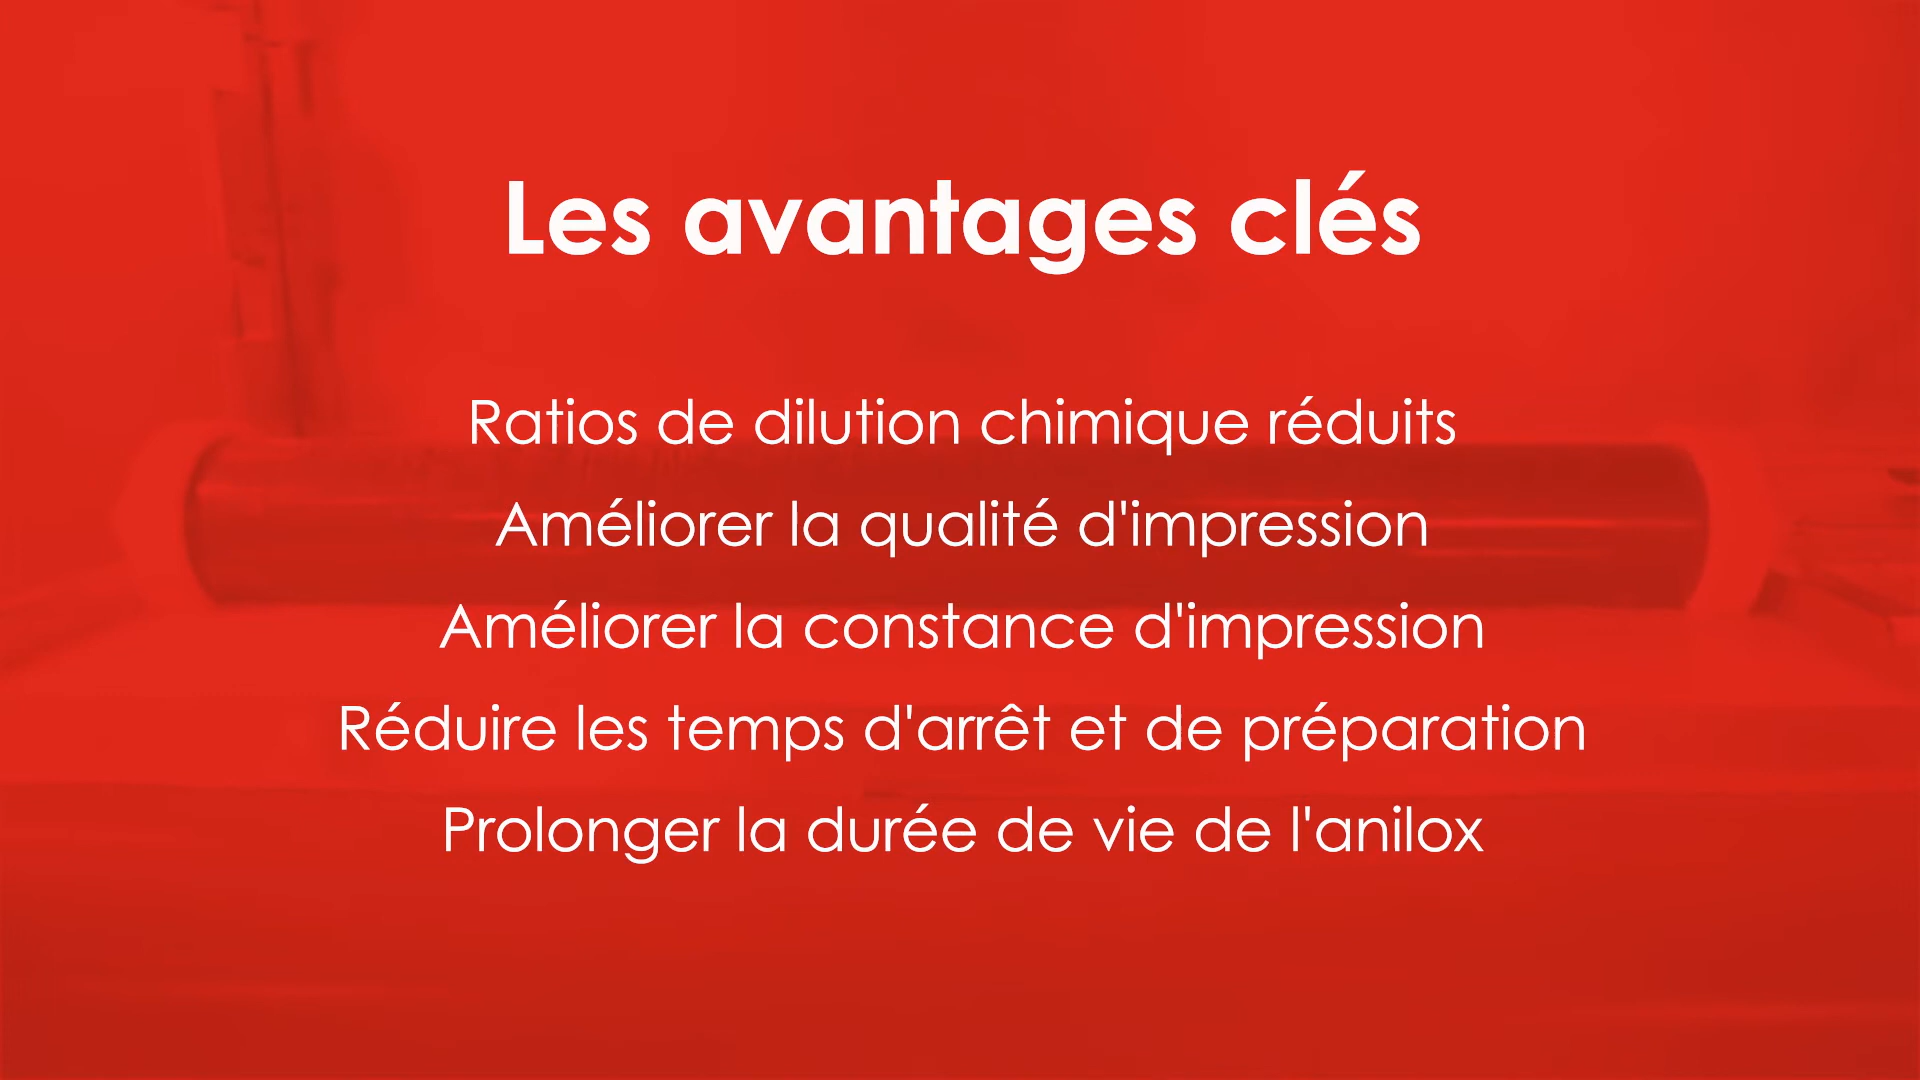 Les avantages clés
Ratios de dilution chimique réduits
Améliorer la qualité d'impression
Améliorer la constance d'impression
Réduire les temps d'arrêt et de préparation
Prolonger la durée de vie de l'anilox